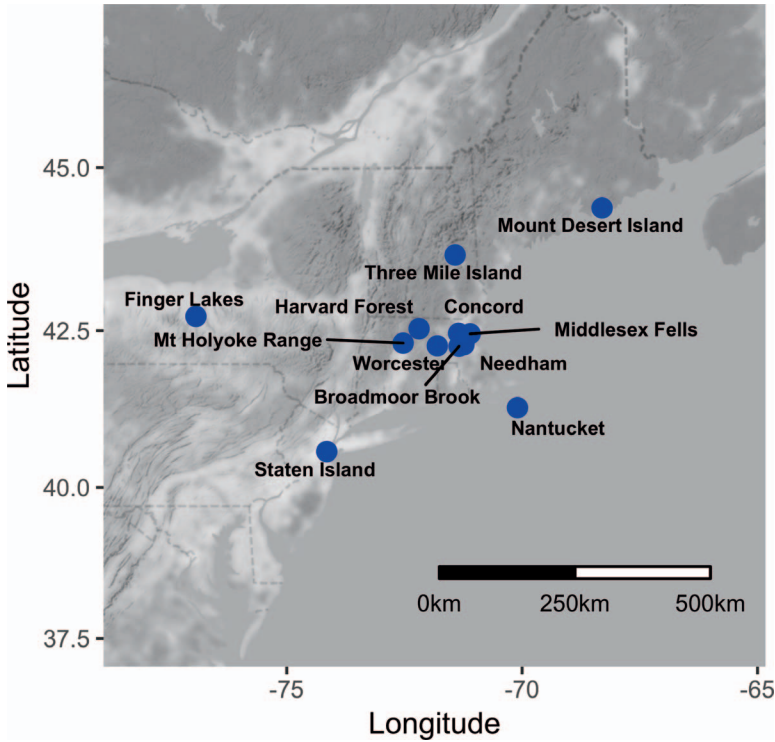 45.0
Mount Desert Island
Three Mile Island
Finger Lakes
Harvard Forest
Concord
42.5
Mt Holyoke Range
Middlesex Fells
Worcester
Needham
Broadmoor Brook
Nantucket
Staten Island
40.0
0km
250km
500km
37.5
-75
-70
-65
Longitude
Latitude